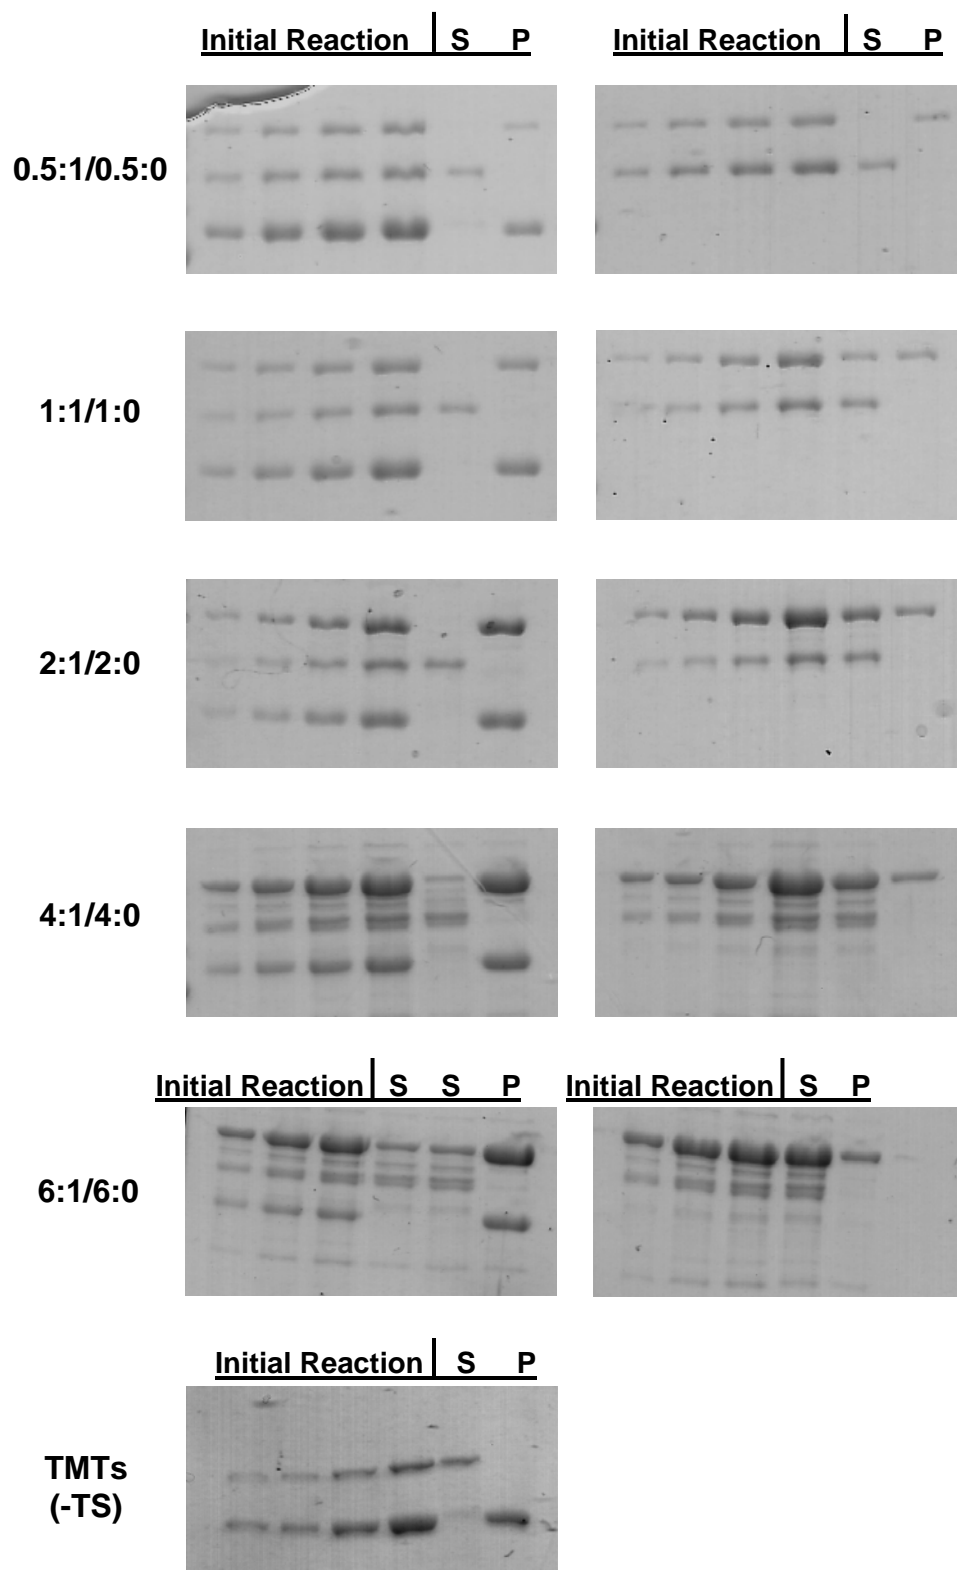 Initial Reaction S P Initial Reaction S P
0.5:1/0.5:0
1:1/1:0
2:1/2:0
4:1/4:0
Initial Reaction S S P Initial Reaction S P
6:1/6:0
Initial Reaction S P
TMTs
(-TS)